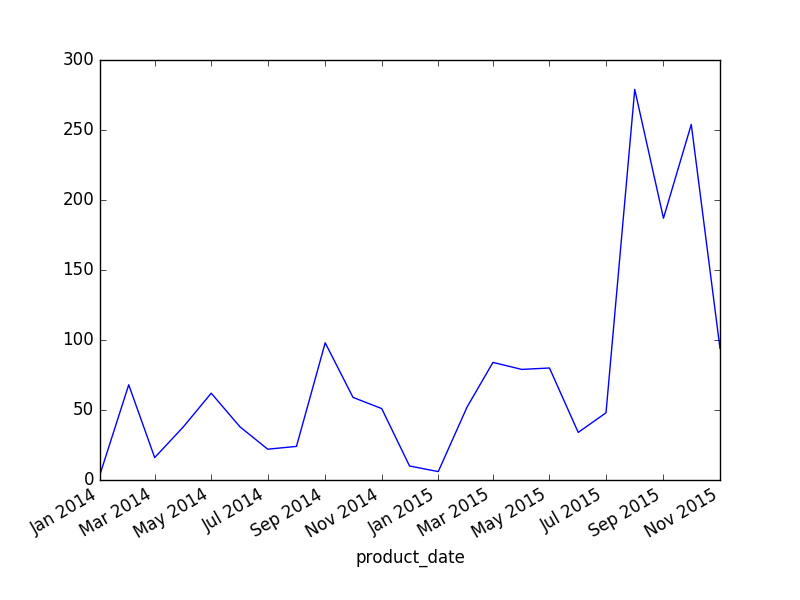 300
250
200
150
100
50
0
Jan 2014
Mar 2014
May 2014
Jul 2014
Sep 2014
Nov 2014
Jan 2015
Mar 2015
May 2015
Jul 2015
Sep 2015
Nov 2015
product_date